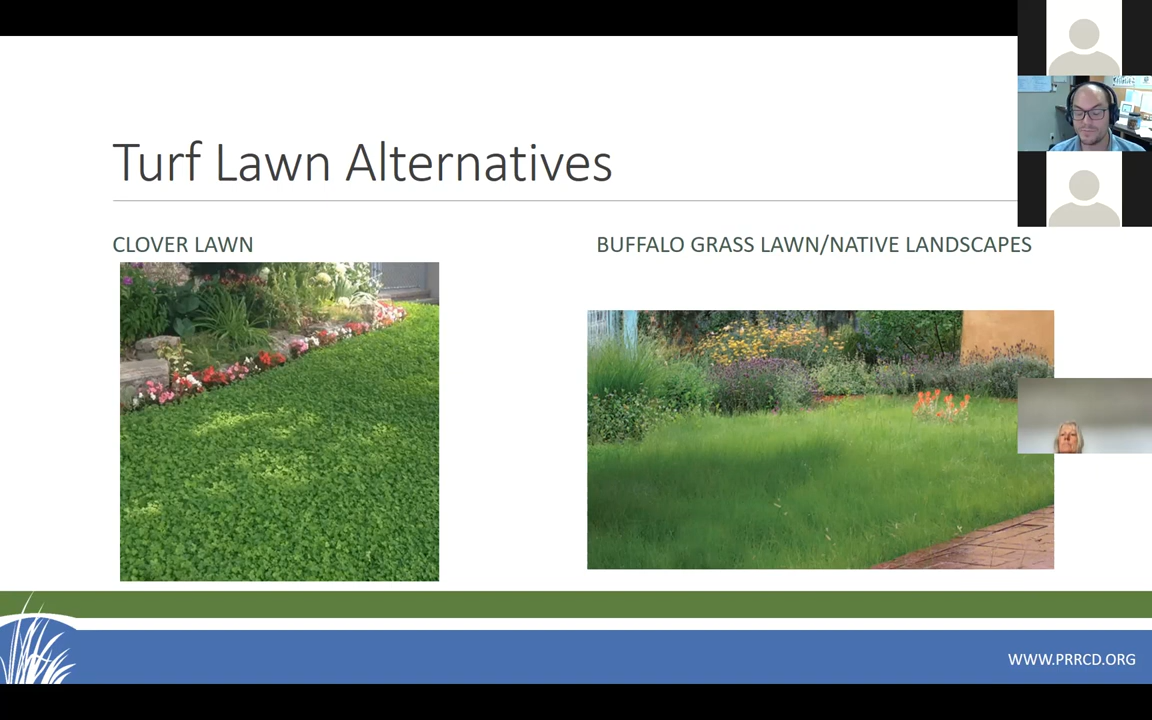 Turf Lawn Alternatives
CLOVER LAWN
BUFFALO GRASS LAWN/NATIVE LANDSCAPES
WWW.PRRCD.ORG